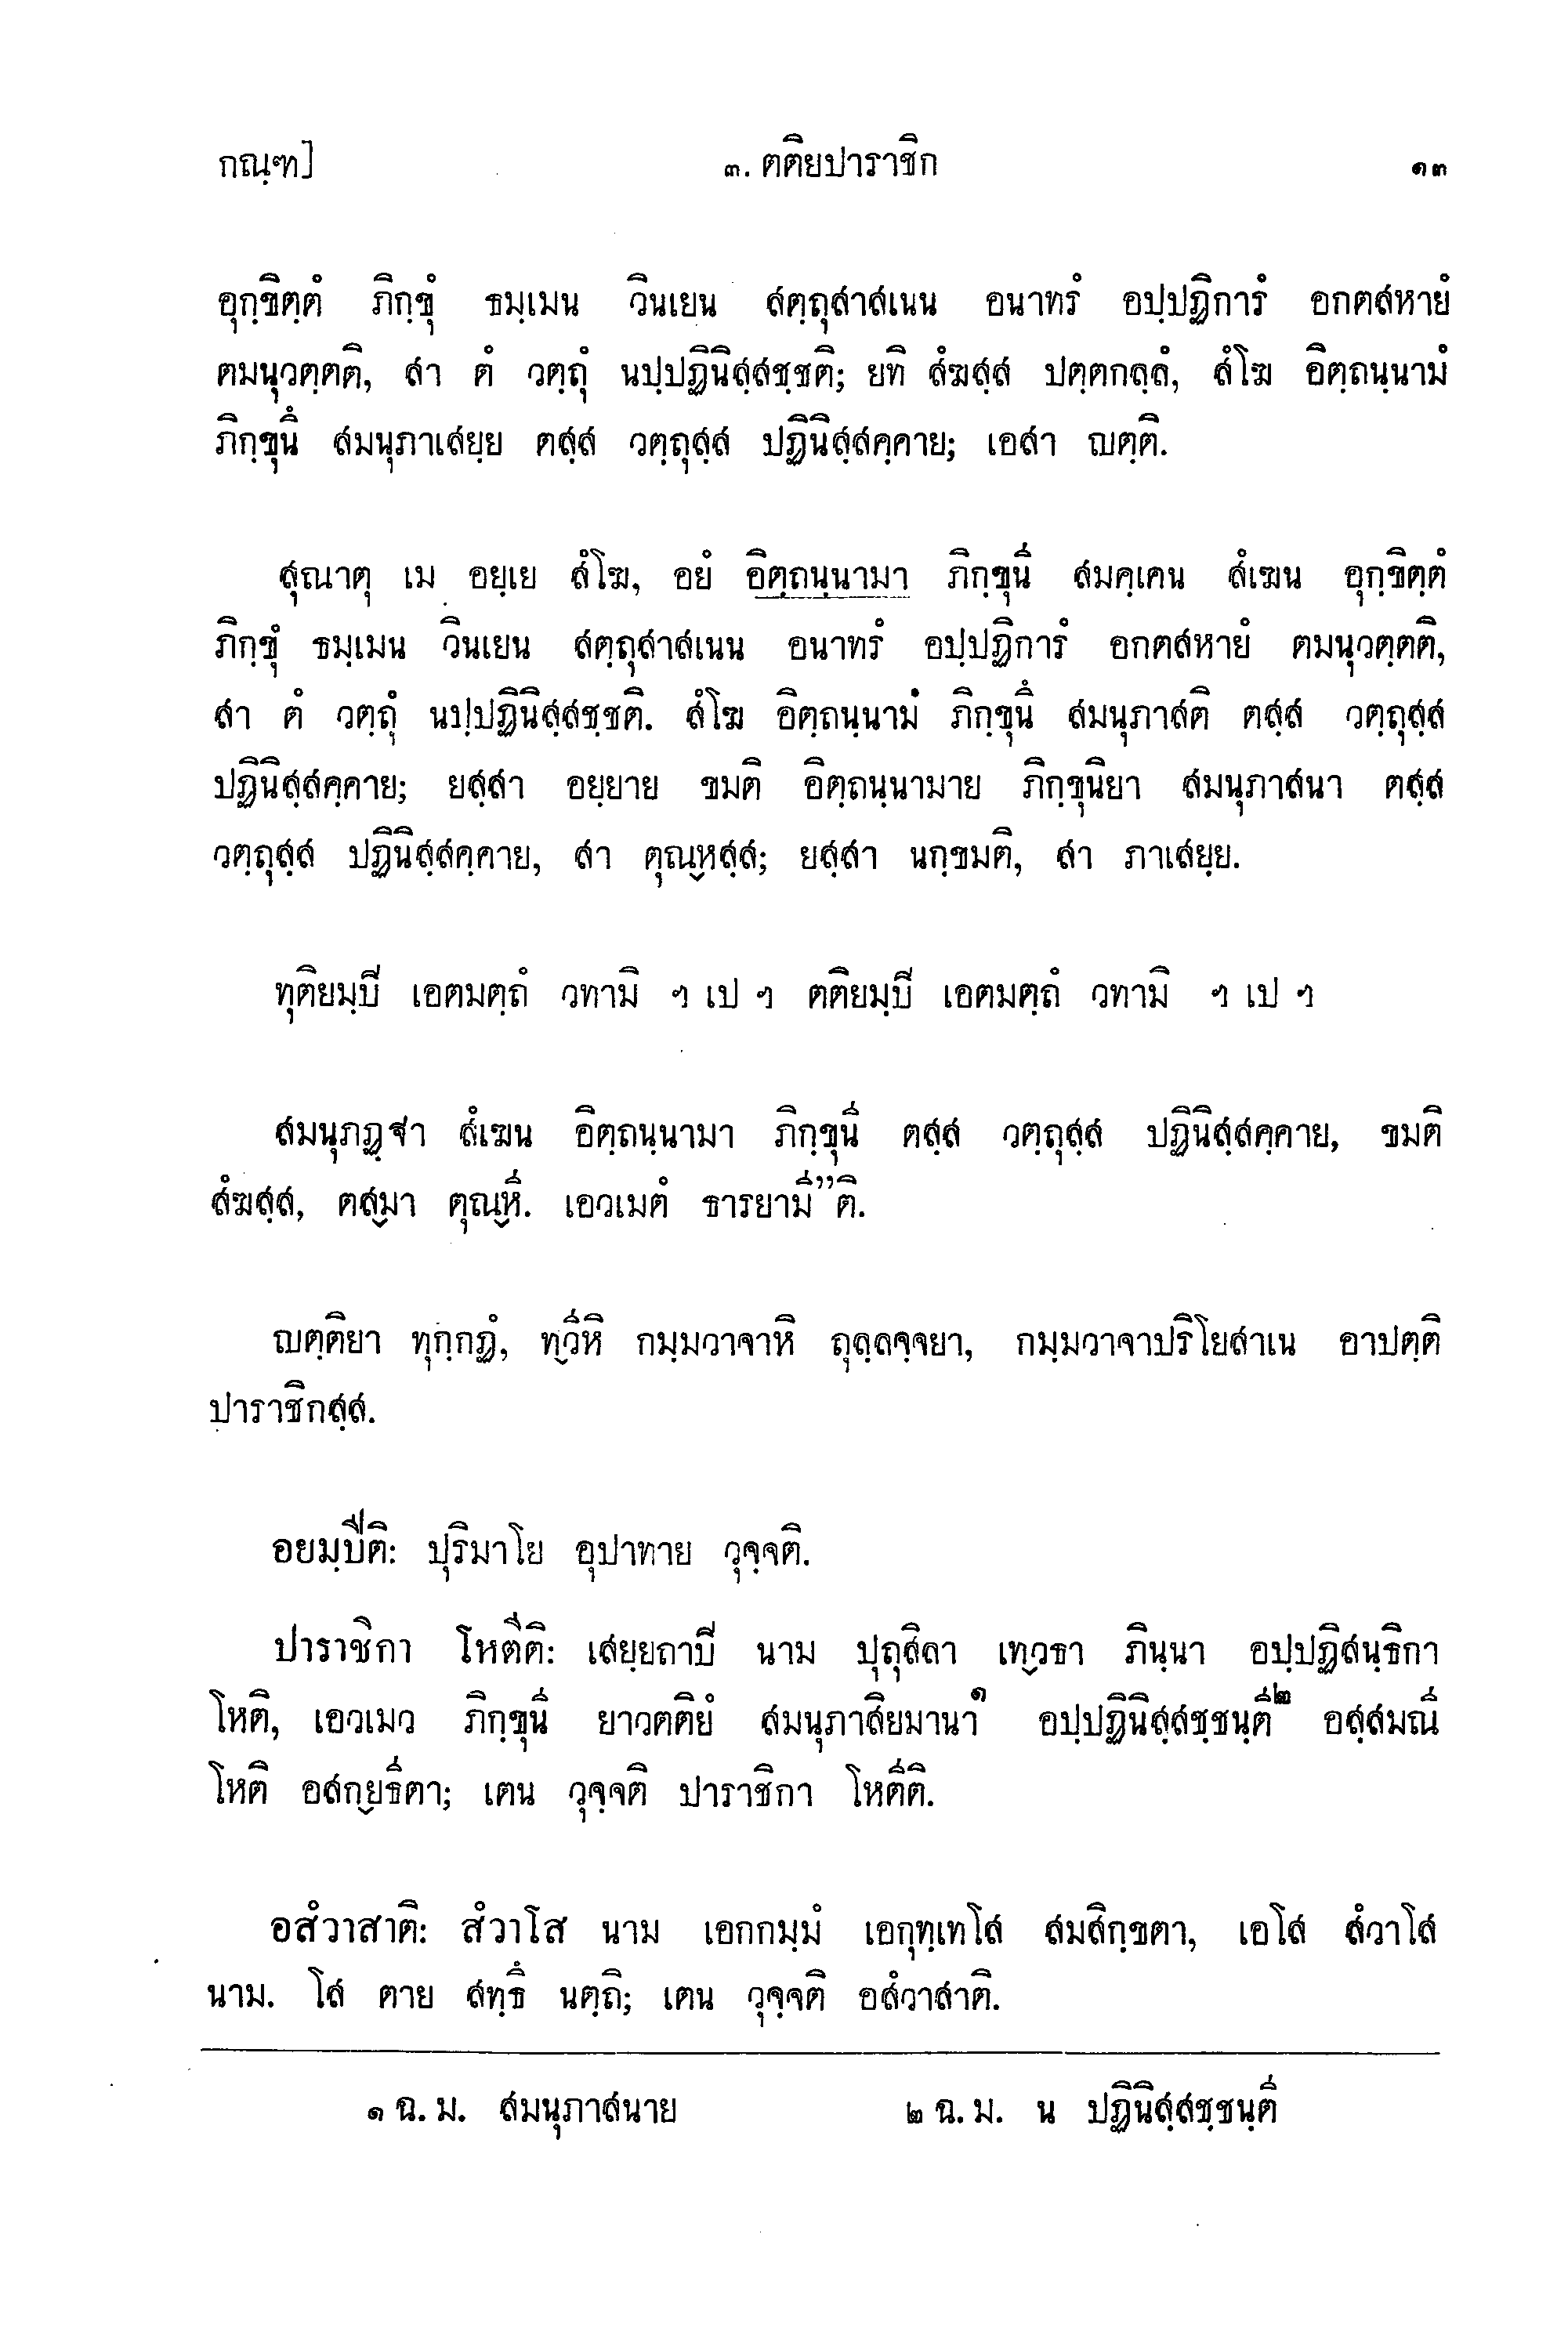 กณฺฑ]
๓. ตติยปาราชิก
๑๓
อุกฺขิตฺตํ ภิกฺขุํ ธมฺเมน วินเยน สตฺถุสาสเนน อนาทรํ อปฺปฏิการํ อกตสหายํ
ตมนุวตฺตติ, สา ตํ วตฺถุํ นปฺปฏินิสฺสชฺชติ; ยทิ สํฆสฺส ปตฺตกลฺลํ, สํโฆ อิตฺถนฺนามํ
ภิกฺขุนึ สมนุภาเสยฺย ตสฺส วตฺถุสฺส ปฏินิสฺสคฺคาย; เอสา ญตฺติ.
สุณาตุ เม อยฺเย สํโฆ, อยํ อิตฺถนฺนามา ภิกฺขุนี สมคฺเคน สํเฆน อุกฺขิตฺตํ
ภิกฺขุํ ธมฺเมน วินเยน สตฺถุสาสเนน อนาทรํ อปฺปฏิการํ อกตสหายํ ตมนุวตฺตติ,
สา ตํ วตฺถุํ นปฺปฏินิสฺสชฺชติ. สํโฆ อิตฺถนฺนามํ ภิกฺขุนึ สมนุภาสติ ตสฺส วตฺถุสฺส
ปฏินิสฺสคฺคาย; ยสฺสา อยฺยาย ขมติ อิตฺถนฺนามาย ภิกฺขุนิยา สมนุภาสนา ตสฺส
วตฺถุสฺส ปฏินิสฺสคฺคาย, สา ตุณฺหสฺส; ยสฺสา นกฺขมติ, สา ภาเสยฺย.
ทุติยมฺปี เอตมตฺถํ วทามิ ฯ เป ฯ ตติยมฺปี เอตมตฺถํ วทามิ ฯ เป ฯ
สมนุภฏฺฐา สํเฆน อิตฺถนฺนามา ภิกฺขุนี ตสฺส วตฺถุสฺส ปฏินิสฺสคฺคาย, ขมติ
สํฆสฺส, ตสฺมา ตุณฺหี. เอวเมตํ ธารยามี”ติ.
ญตฺติยา ทุกฺกฏํ, ทฺวีหิ กมฺมวาจาหิ ถุลฺลจฺจยา, กมฺมวาจาปริโยสาเน อาปตฺติ
ปาราชิกสฺส.
อยมฺปีติ: ปุริมาโย อุปาทาย วุจฺจติ.
ปาราชิกา โหตีติ: เสยฺยถาปี นาม ปุถุสิลา เทฺวธา ภินฺนา อปฺปฏิสนฺธิกา
โหติ, เอวเมว ภิกฺขุนี ยาวตติยํ สมนุภาสิยมานา๑ อปฺปฏินิสฺสชฺชนฺตี๒ อสฺสมณี
โหติ อสกฺยธีตา; เตน วุจฺจติ ปาราชิกา โหตีติ.
อสํวาสาติ: สํวาโส นาม เอกกมฺมํ เอกุทฺเทโส สมสิกฺขตา, เอโส สํวาโส
นาม. โส ตาย สทฺธึ นตฺถิ; เตน วุจฺจติ อสํวาสาติ.
๑ ฉ. ม. สมนุภาสนาย
๒ ฉ. ม. น ปฏินิสฺสชฺชนฺตี